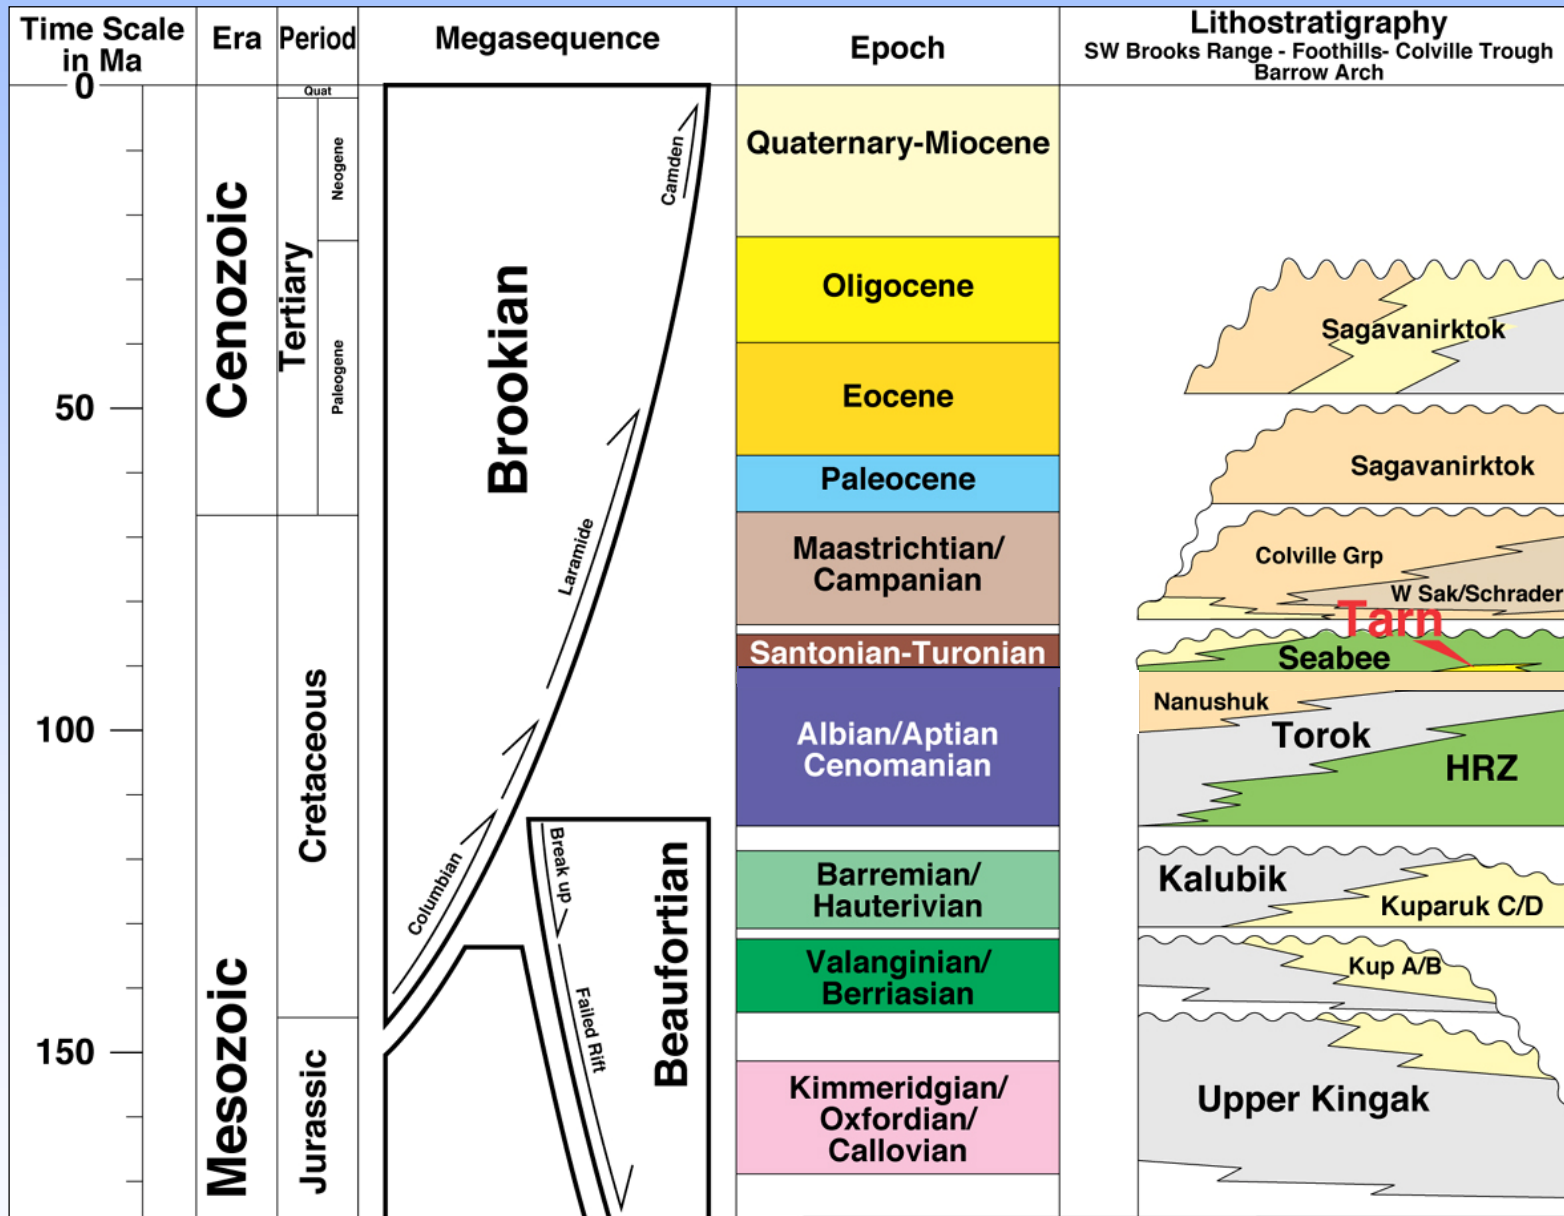 Time Scale
in Ma
Era
Period
Megasequence
Epoch
Lithostratigraphy
SW Brooks Range - Foothills- Colville Trough
Barrow Arch
0
50
100
150
Cenozoic
Mesozoic
Quat
Tertiary
Neogene
Paleogene
Cretaceous
Jurassic
Brookian
Camden
Laramide
Columbian
Break up
Failed Rift
Beaufortian
Quaternary-Miocene
Oligocene
Eocene
Paleocene
Maastrichtian/
Campanian
Santonian-Turonian
Albian/Aptian
Cenomanian
Barremian/
Hauterivian
Valanginian/
Berriasian
Kimmeridgian/
Oxfordian/
Callovian
Sagavanirktok
Sagavanirktok
Colville Grp
W Sak/Schrader
Tarn
Seabee
Nanushuk
Torok
HRZ
Kalubik
Kuparuk C/D
Kup A/B
Upper Kingak